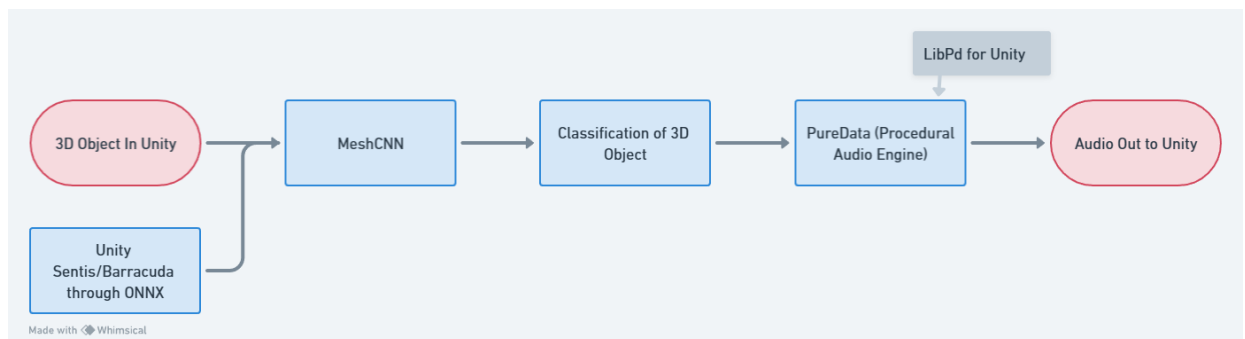 LibPd for Unity
3D Object In Unity
MeshCNN
Classification of 3D
Object
PureData (Procedural
Audio Engine)
Audio Out to Unity
Unity
Sentis/Barracuda
through ONNX
Made with Whimsical